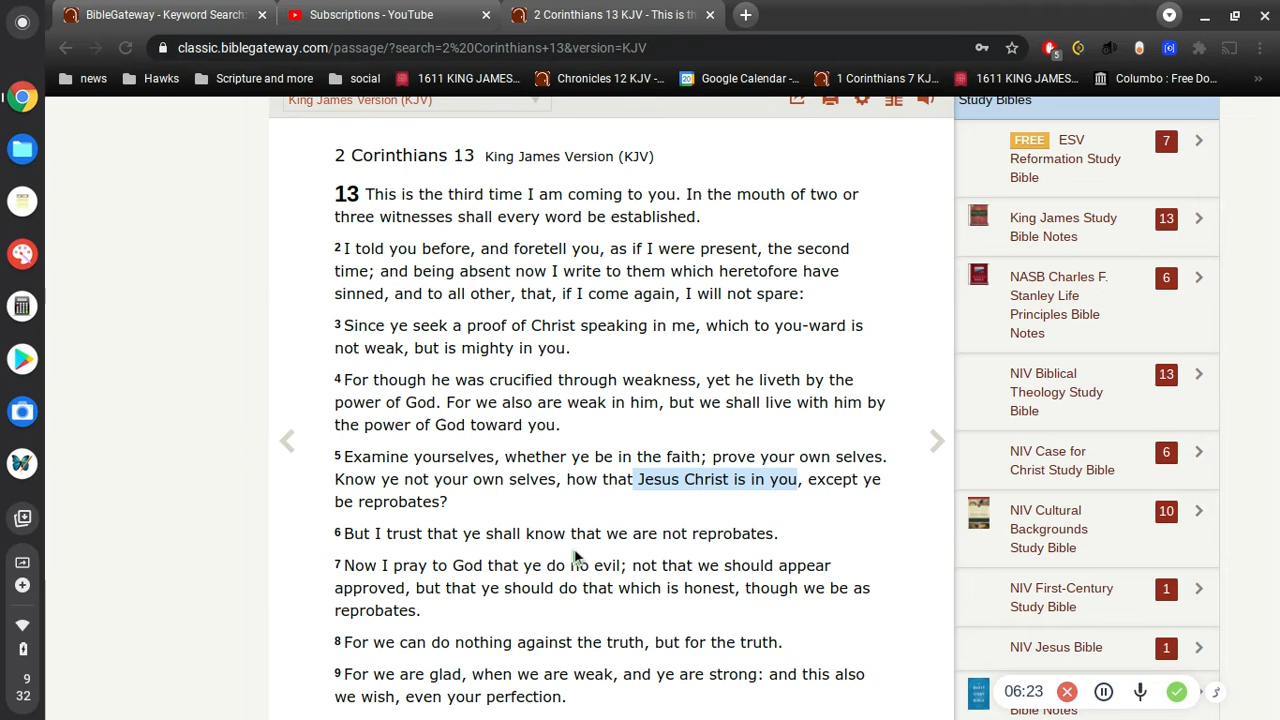 BibleGateway - Keyword Search:
Subscriptions - YouTube
2 Corinthians 13 KJV - This is th
classic.biblegateway.com/passage/?search=2%20Corinthians+13&version=KJV
5
news
Hawks
Scripture and more
social
1611 KING JAMES...
Chronicles 12 KJV -...
Google Calendar -...
1 Corinthians 7 KJ...
1611 KING JAMES...
Columbo : Free Do...
»
King James Version (KJV)
2 Corinthians 13 King James Version (KJV)
13 This is the third time I am coming to you. In the mouth of two or
three witnesses shall every word be established.
2 I told you before, and foretell you, as if I were present, the second
time; and being absent now I write to them which heretofore have
sinned, and to all other, that, if I come again, I will not spare:
3 Since ye seek a proof of Christ speaking in me, which to you-ward is
not weak, but is mighty in you.
4 For though he was crucified through weakness, yet he liveth by the
power of God. For we also are weak in him, but we shall live with him by
the power of God toward you.
5 Examine yourselves, whether ye be in the faith; prove your own selves.
Know ye not your own selves, how that Jesus Christ is in you, except ye
be reprobates?
6 But I trust that ye shall know that we are not reprobates.
7 Now I pray to God that ye do no evil; not that we should appear
approved, but that ye should do that which is honest, though we be as
reprobates.
8 For we can do nothing against the truth, but for the truth.
9 For we are glad, when we are weak, and ye are strong: and this also
we wish, even your perfection.
Study Bibles
FREE ESV
Reformation Study
Bible
7
King James Study
Bible Notes
13
NASB Charles F.
Stanley Life
Principles Bible
Notes
6
NIV Biblical
Theology Study
Bible
13
NIV Case for
Christ Study Bible
6
NIV Cultural
Backgrounds
Study Bible
10
NIV First-Century
Study Bible
1
NIV Jesus Bible
1
Bible Notes
06:23
9
32